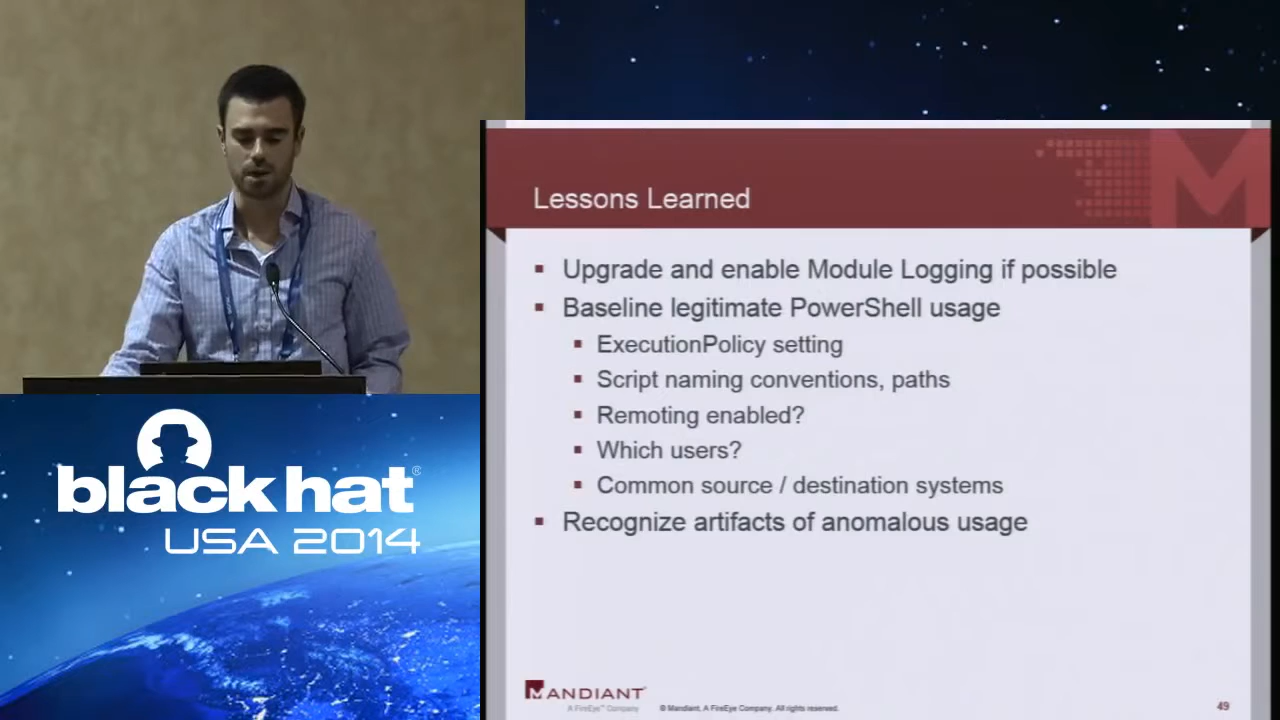 black hat®
USA 2014
Lessons Learned
Upgrade and enable Module Logging if possible
Baseline legitimate PowerShell usage
ExecutionPolicy setting
Script naming conventions, paths
Remoting enabled?
Which users?
Common source / destination systems
Recognize artifacts of anomalous usage
MANDIANT®
A FireEye™ Company
© Mandiant, A FireEye Company. All rights reserved.
49